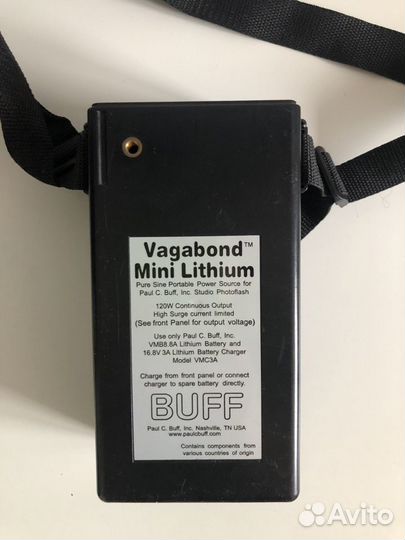 Vagabond™
Mini Lithium
Pure Sine Portable Power Source for
Paul C. Buff, Inc. Studio Photoflash
120W Continuous Output
High Surge current limited
(See front Panel for output voltage)
Use only Paul C. Buff, Inc.
VMB8.8A Lithium Battery and
16.8V 3A Lithium Battery Charger
Model VMC3A
Charge from front panel or connect
charger to spare battery directly.
BUFF
Paul C. Buff, Inc. Nashville, TN USA
www.paulcbuff.com
Contains components from
various countries of origin
Avito